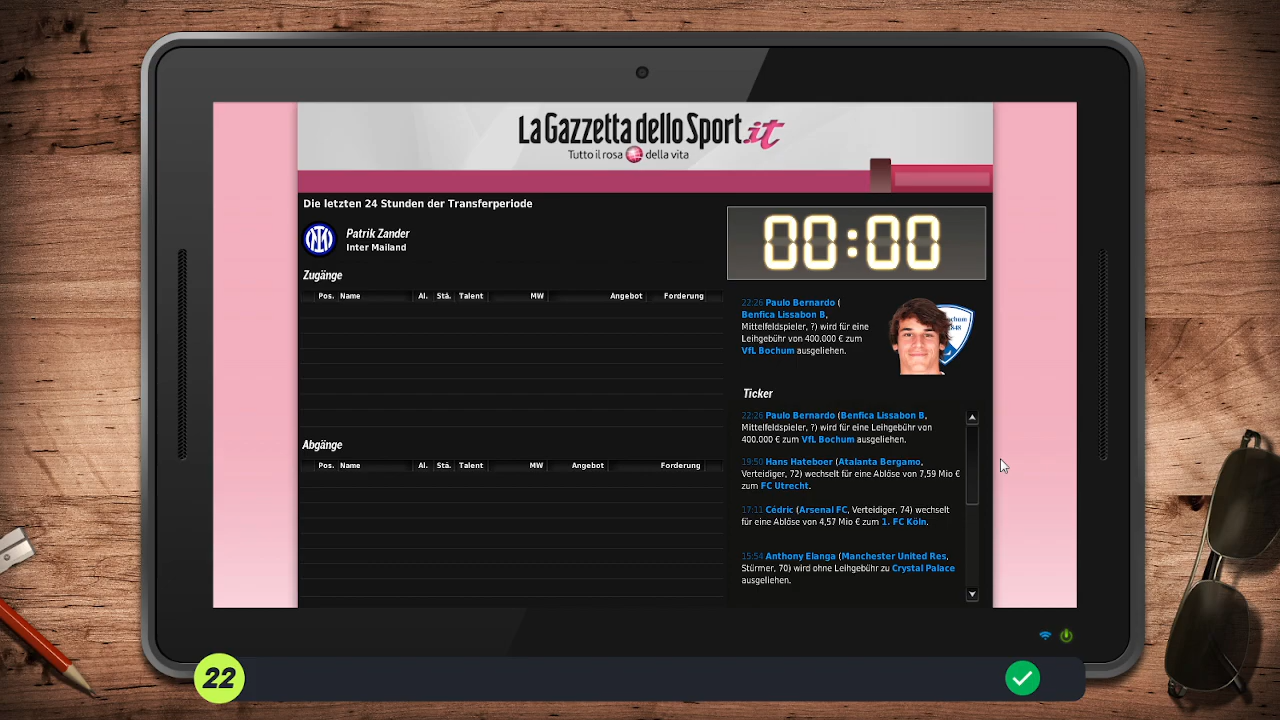 La Gazzetta dello Sport.it
Tutto il rosa della vita
Die letzten 24 Stunden der Transferperiode
Patrik Zander
Inter Mailand
Zugänge
Pos. Name Al. Stä. Talent MW Angebot Forderung
Abgänge
Pos. Name Al. Stä. Talent MW Angebot Forderung
00:00
22:26 Paulo Bernardo (
Benfica Lissabon B,
Mittelfeldspieler, ?) wird für eine
Leihgebühr von 400.000 € zum
VfL Bochum ausgeliehen.
ochum
848
Ticker
22:26 Paulo Bernardo (Benfica Lissabon B,
Mittelfeldspieler, ?) wird für eine Leihgebühr von
400.000 € zum VfL Bochum ausgeliehen.
19:50 Hans Hateboer (Atalanta Bergamo,
Verteidiger, 72) wechselt für eine Ablöse von 7,59 Mio €
zum FC Utrecht.
17:11 Cédric (Arsenal FC, Verteidiger, 74) wechselt
für eine Ablöse von 4,57 Mio € zum 1. FC Köln.
15:54 Anthony Elanga (Manchester United Res,
Stürmer, 70) wird ohne Leihgebühr zu Crystal Palace
ausgeliehen.
22